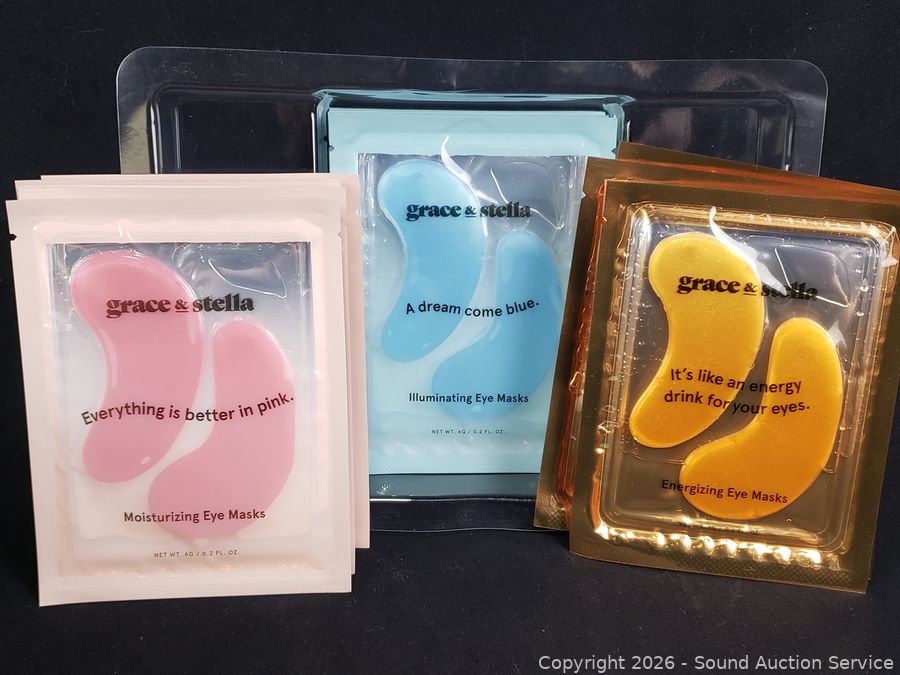 grace & stella
Everything is better in pink.
Moisturizing Eye Masks
NET WT. 6G / 0.2 FL. OZ.
grace & stella
A dream come blue.
Illuminating Eye Masks
NET WT. 6G / 0.2 FL. OZ.
grace & stella
It's like an energy
drink for your eyes.
Energizing Eye Masks
Copyright 2026 - Sound Auction Service